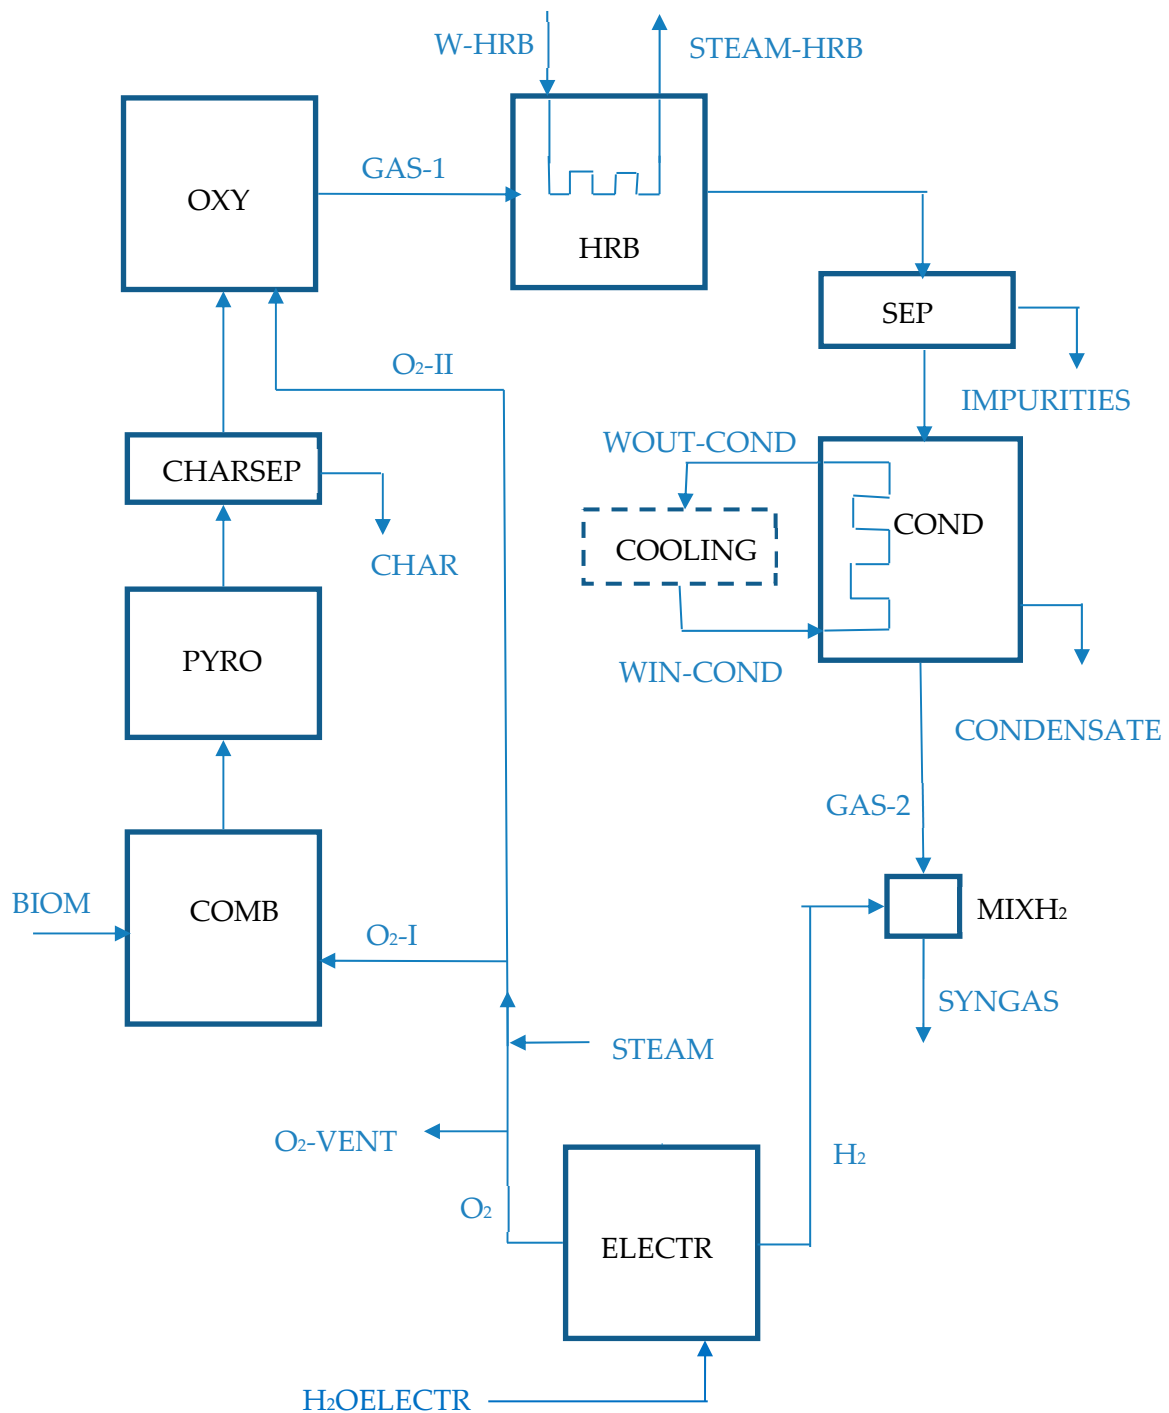 W-HRB
STEAM-HRB
GAS-1
OXY
HRB
SEP
O₂-II
IMPURITIES
WOUT-COND
CHARSEP
COND
COOLING
CHAR
PYRO
WIN-COND
CONDENSATE
GAS-2
BIOM
COMB
MIXH₂
O₂-I
SYNGAS
STEAM
O₂-VENT
H₂
O₂
ELECTR
H₂OELECTR